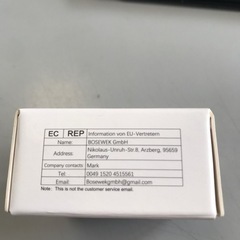 EC REP Information von EU-Vertretern
Name: BOSEWEK GmbH
Address: Nikolaus-Unruh-Str.8, Arzberg, 95659
Germany
Company contacts: Mark
Tel: 0049 1520 4515561
Email: Bosewekgmbh@gmail.com
Note: This is not the customer service email.